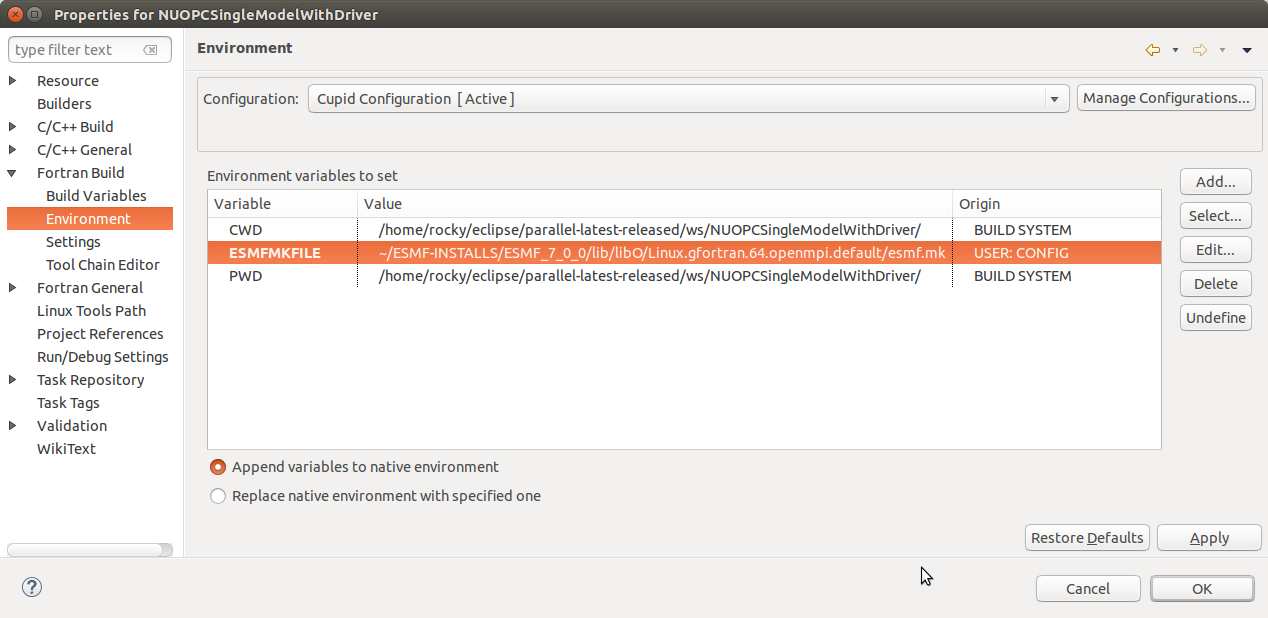 Properties for NUOPCSingleModelWithDriver
type filter text
Resource
Builders
C/C++ Build
C/C++ General
Fortran Build
Build Variables
Environment
Settings
Tool Chain Editor
Fortran General
Linux Tools Path
Project References
Run/Debug Settings
Task Repository
Task Tags
Validation
WikiText
Environment
Configuration: Cupid Configuration [ Active ] Manage Configurations...
Environment variables to set
Variable Value Origin
CWD /home/rocky/eclipse/parallel-latest-released/ws/NUOPCSingleModelWithDriver/ BUILD SYSTEM
ESMFMKFILE ~/ESMF-INSTALLS/ESMF_7_0_0/lib/libO/Linux.gfortran.64.openmpi.default/esmf.mk USER: CONFIG
PWD /home/rocky/eclipse/parallel-latest-released/ws/NUOPCSingleModelWithDriver/ BUILD SYSTEM
Add...
Select...
Edit...
Delete
Undefine
Append variables to native environment
Replace native environment with specified one
Restore Defaults Apply
? Cancel OK